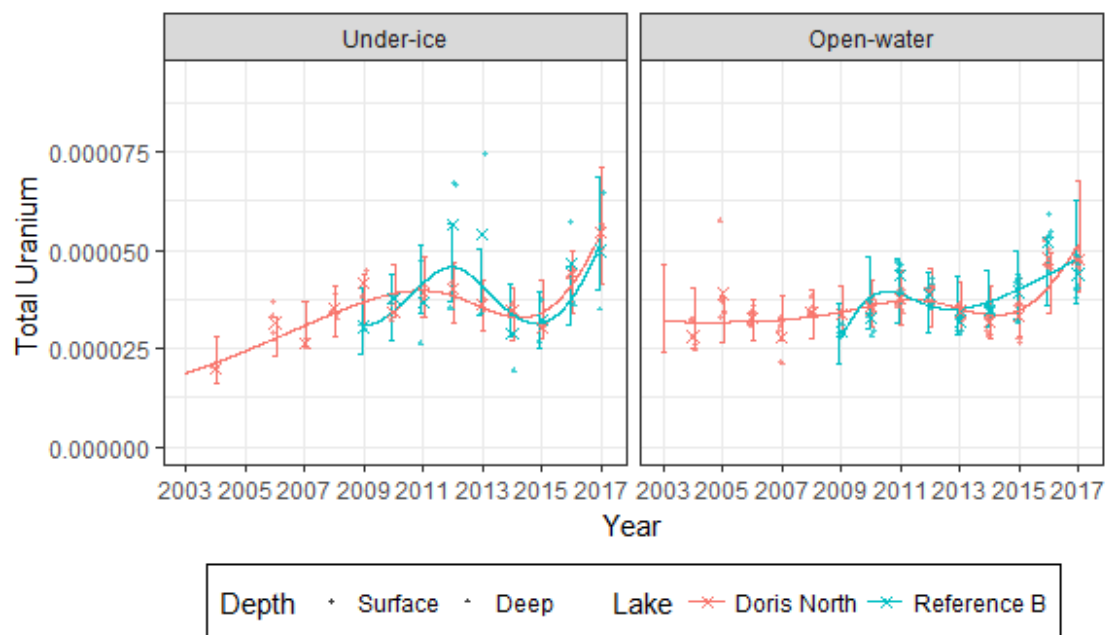 Under-ice Open-water
Total Uranium
0.000075
0.000050
0.000025
0.000000
2003 2005 2007 2009 2011 2013 2015 2017 2003 2005 2007 2009 2011 2013 2015 2017
Year
Depth Surface Deep Lake Doris North Reference B